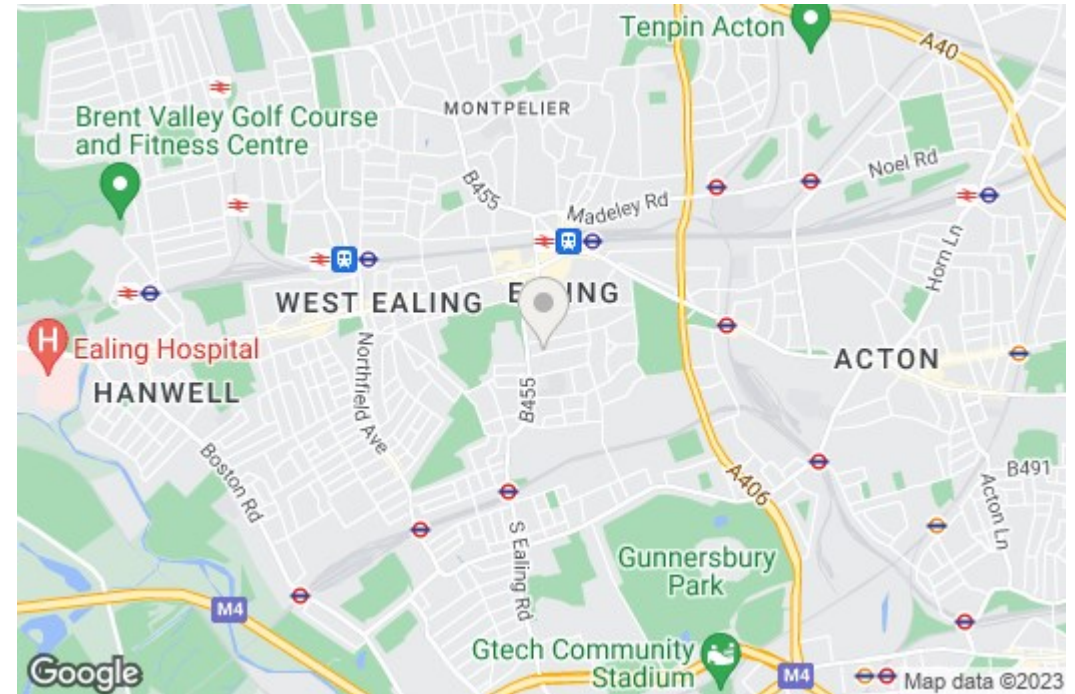 Tenpin Acton
A40
MONTPELIER
Brent Valley Golf Course
and Fitness Centre
Noel Rd
B455
Madeley Rd
Horn Ln
WEST EALING
H
Ealing Hospital
ACTON
HANWELL
Northfield Ave
B455
Boston Rd
A406
B491
Acton Ln
S Ealing Rd
Gunnersbury
Park
M4
Gtech Community
Stadium
M4
Google
Map data ©2023